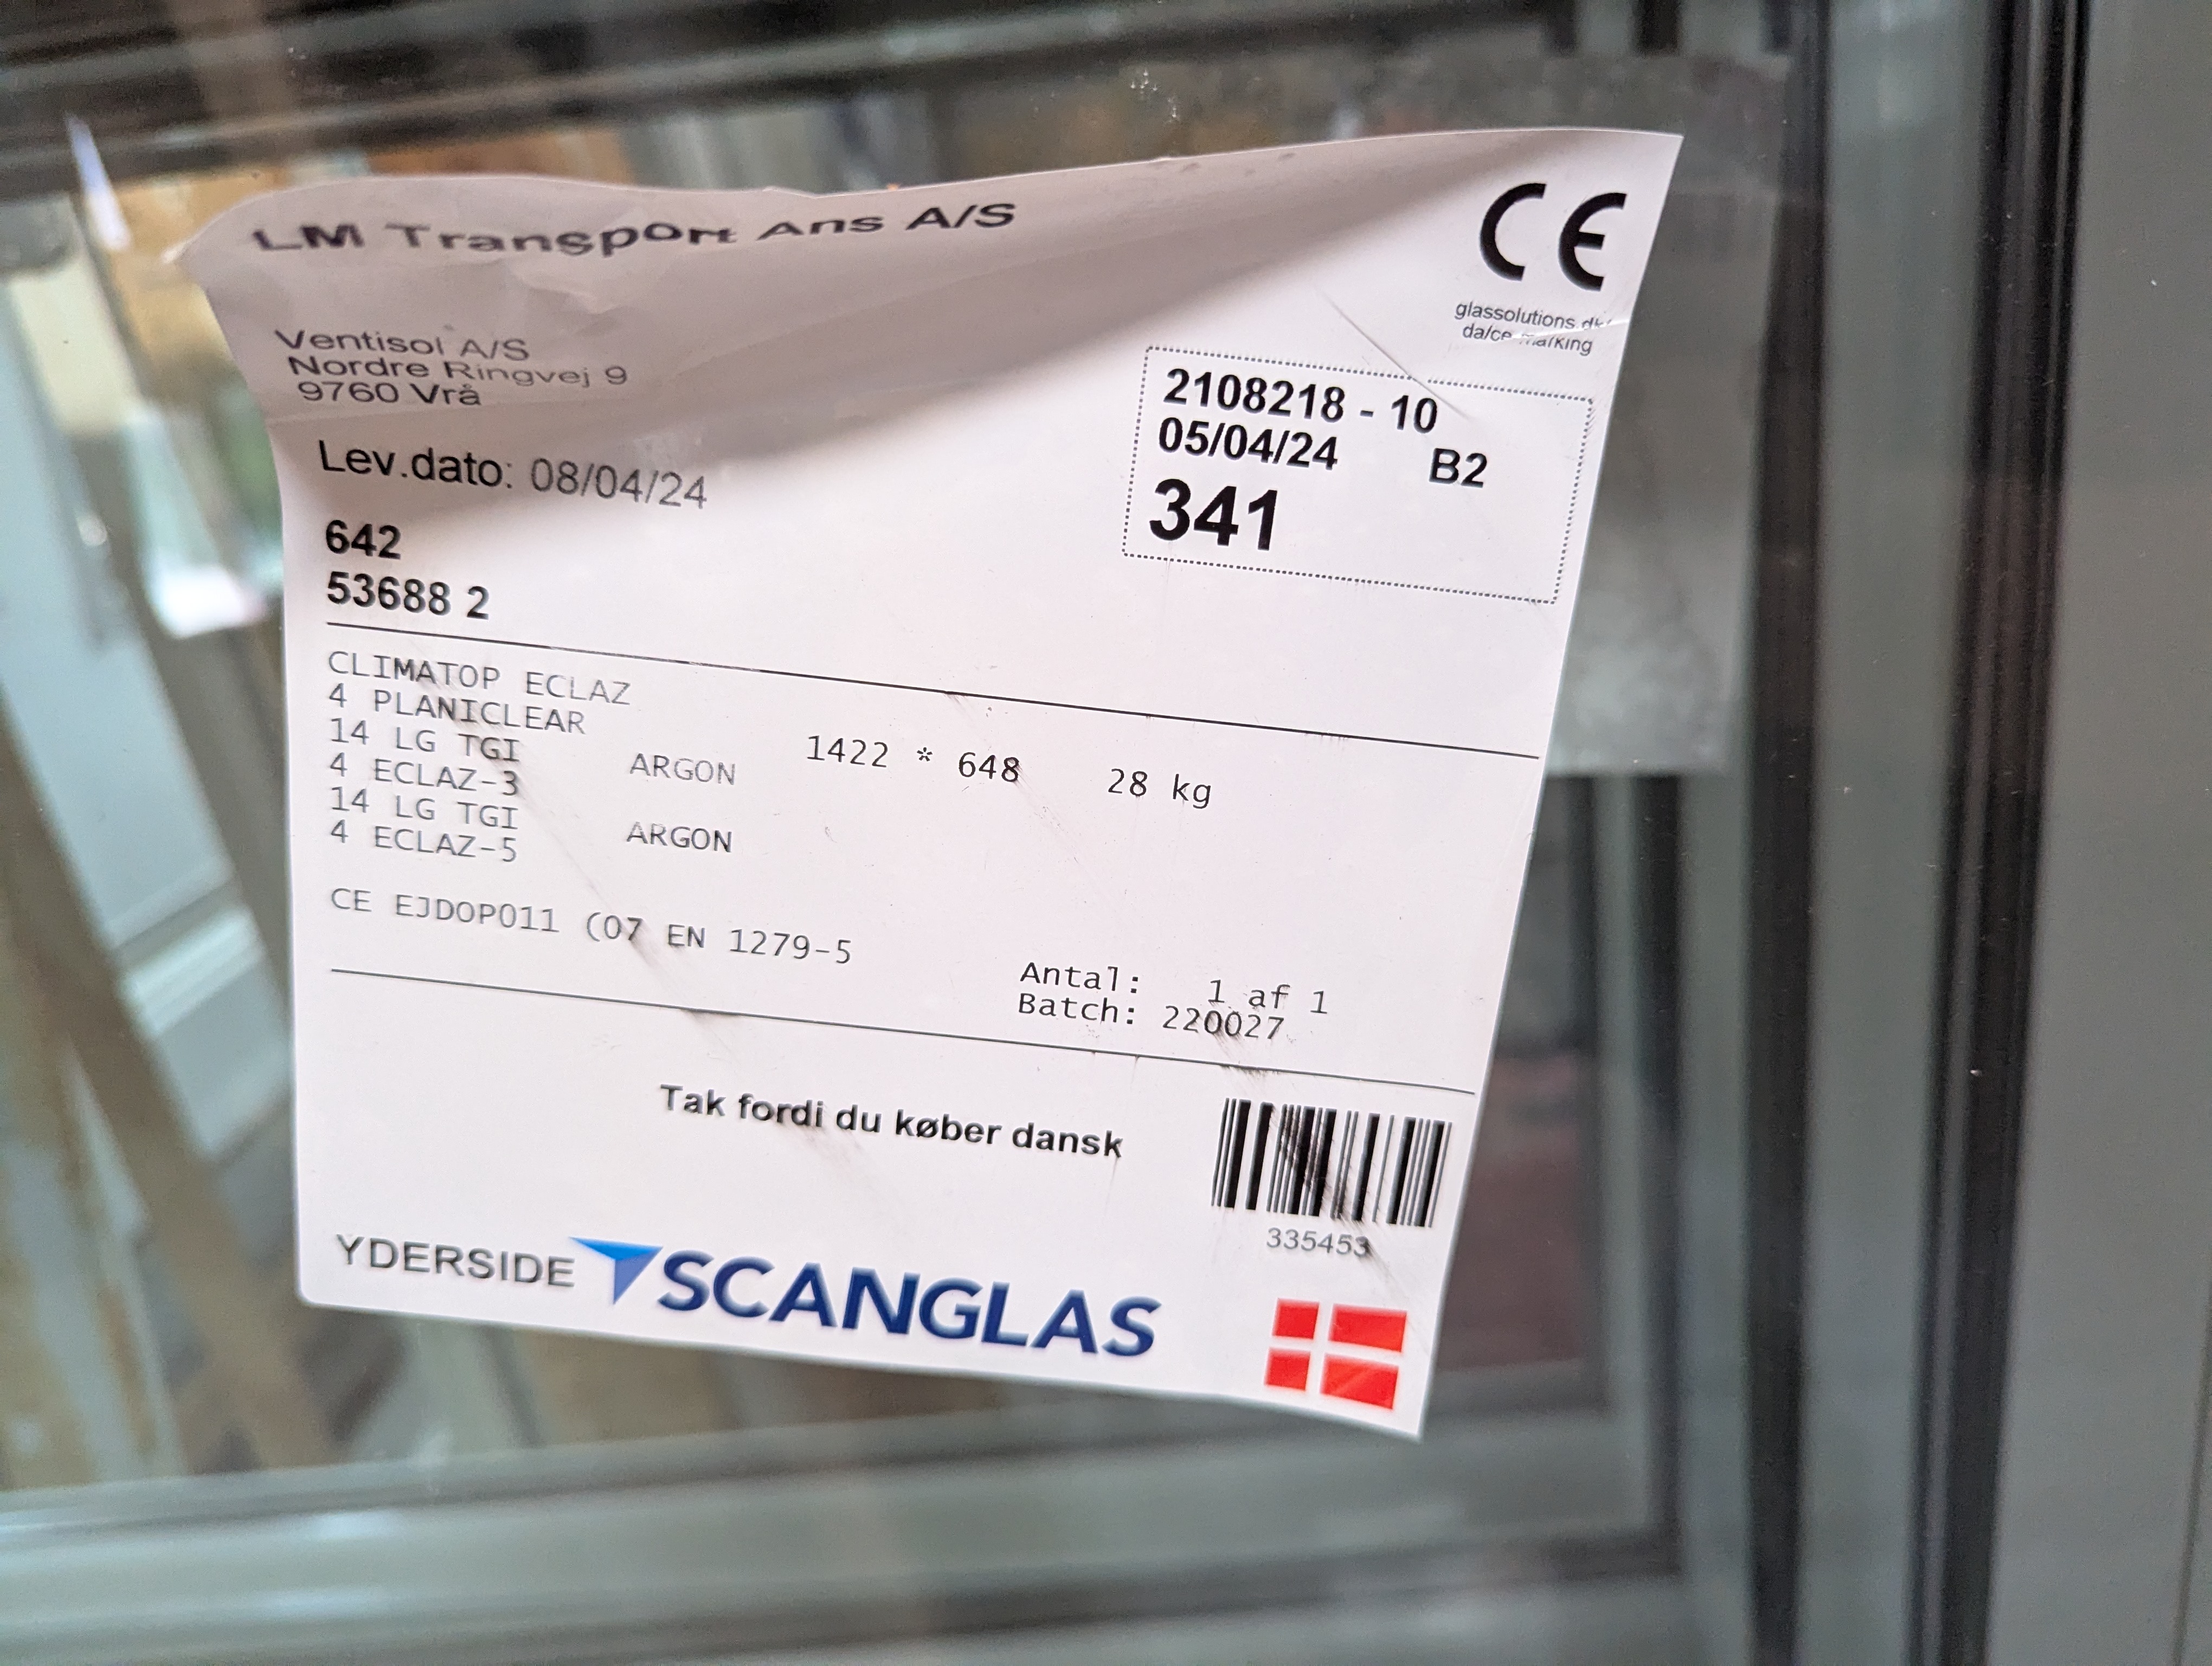 LM Transport Ans A/S
CE
glassolutions.dk/
da/ce-marking
Ventisol A/S
Nordre Ringvej 9
9760 Vrå
2108218 - 10
05/04/24 B2
341
Lev.dato: 08/04/24
642
53688 2
CLIMATOP ECLAZ
4 PLANICLEAR
14 LG TGI ARGON 1422 * 648 28 kg
4 ECLAZ-3
14 LG TGI ARGON
4 ECLAZ-5
CE EJDOP011 (07 EN 1279-5
Antal: 1 af 1
Batch: 220027
Tak fordi du køber dansk
335453
YDERSIDE SCANGLAS